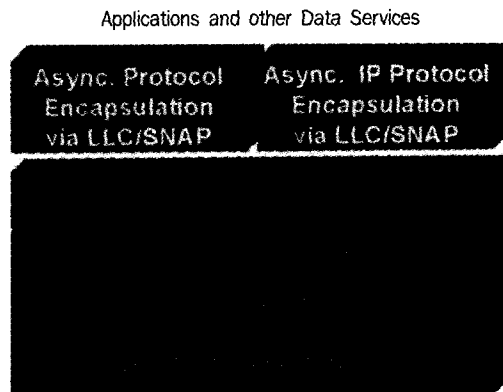 Applications and other Data Services
Async. Protocol
Encapsulation
via LLC/SNAP
Async. IP Protocol
Encapsulation
via LLC/SNAP